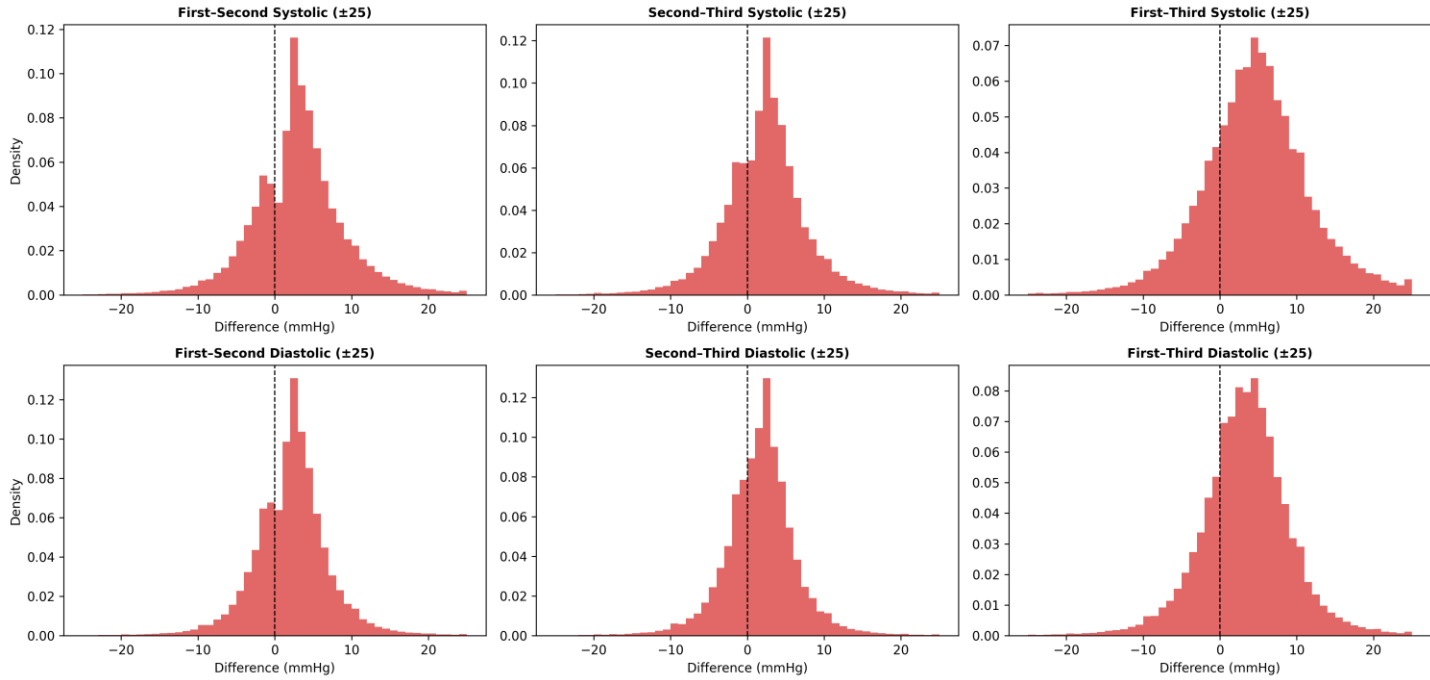 First–Second Systolic (±25)
Second–Third Systolic (±25)
First–Third Systolic (±25)
Density
0.12
0.10
0.08
0.06
0.04
0.02
0.00
−20 −10 0 10 20
Difference (mmHg)
0.12
0.10
0.08
0.06
0.04
0.02
0.00
−20 −10 0 10 20
Difference (mmHg)
0.07
0.06
0.05
0.04
0.03
0.02
0.01
0.00
−20 −10 0 10 20
Difference (mmHg)
First–Second Diastolic (±25)
Second–Third Diastolic (±25)
First–Third Diastolic (±25)
Density
0.12
0.10
0.08
0.06
0.04
0.02
0.00
−20 −10 0 10 20
Difference (mmHg)
0.12
0.10
0.08
0.06
0.04
0.02
0.00
−20 −10 0 10 20
Difference (mmHg)
0.08
0.07
0.06
0.05
0.04
0.03
0.02
0.01
0.00
−20 −10 0 10 20
Difference (mmHg)